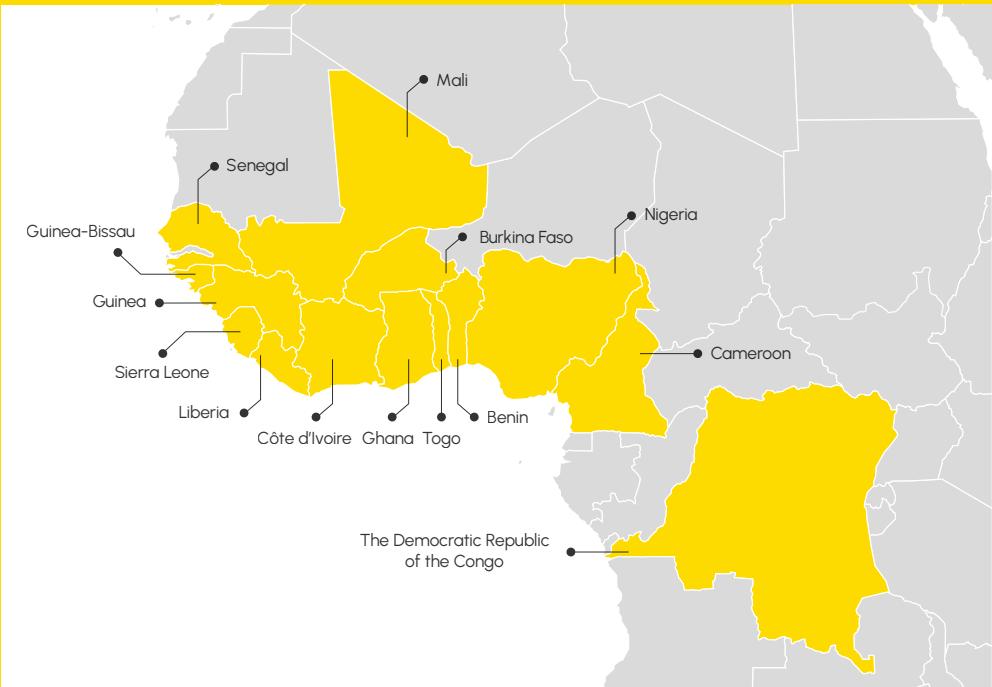 Mali
Senegal
Nigeria
Guinea-Bissau
Burkina Faso
Guinea
Cameroon
Sierra Leone
Liberia
Benin
Côte d'Ivoire
Ghana
Togo
The Democratic Republic
of the Congo